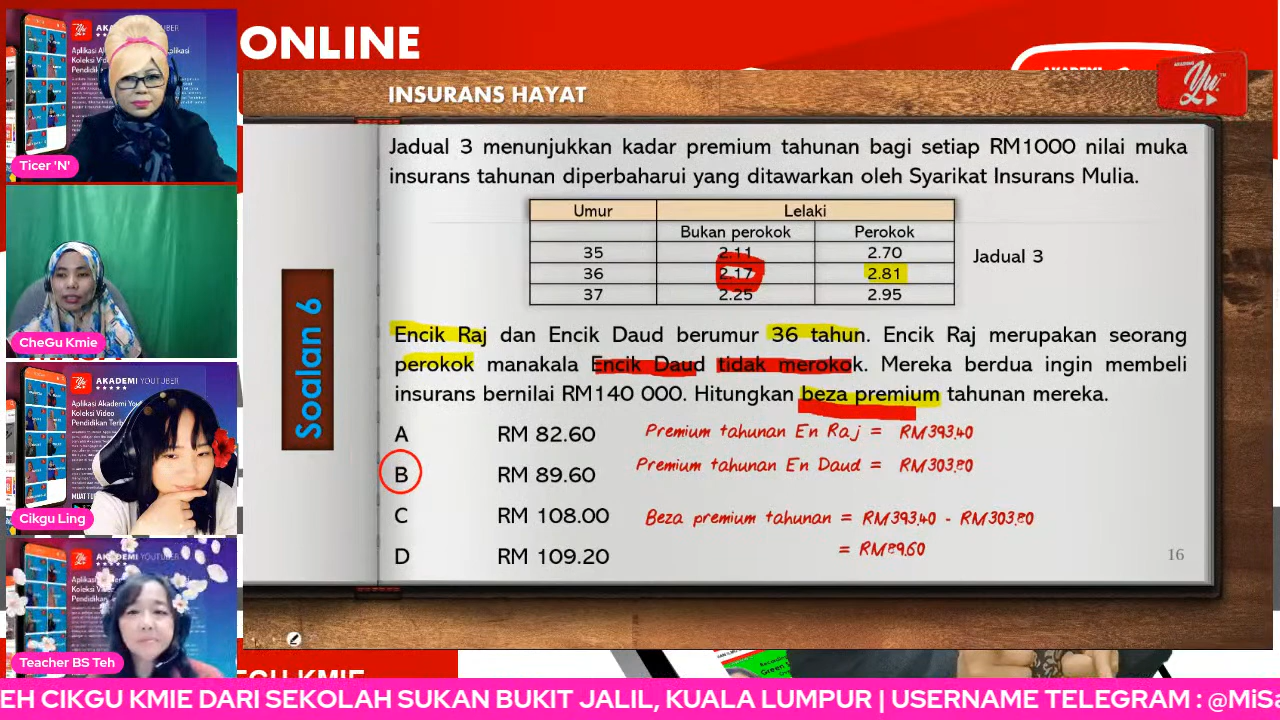 ONLINE
AKADEMI
INSURANS HAYAT
Jadual 3 menunjukkan kadar premium tahunan bagi setiap RM1000 nilai muka
insurans tahunan diperbaharui yang ditawarkan oleh Syarikat Insurans Mulia.
Umur Lelaki
Bukan perokok Perokok
35 2.11 2.70
36 2.17 2.81
37 2.25 2.95
Jadual 3
Soalan 6
Encik Raj dan Encik Daud berumur 36 tahun. Encik Raj merupakan seorang
perokok manakala Encik Daud tidak merokok. Mereka berdua ingin membeli
insurans bernilai RM140 000. Hitungkan beza premium tahunan mereka.
A RM 82.60
B RM 89.60
C RM 108.00
D RM 109.20
Premium tahunan En Raj = RM393.40
Premium tahunan En Daud = RM303.80
Beza premium tahunan = RM393.40 - RM303.80
= RM89.60
16
Ticer 'N'
CheGu Kmie
AKADEMI YOUTUBER
Koleksi Video
Cikgu Ling
Teacher BS Teh
EH CIKGU KMIE DARI SEKOLAH SUKAN BUKIT JALIL, KUALA LUMPUR | USERNAME TELEGRAM : @MiSa